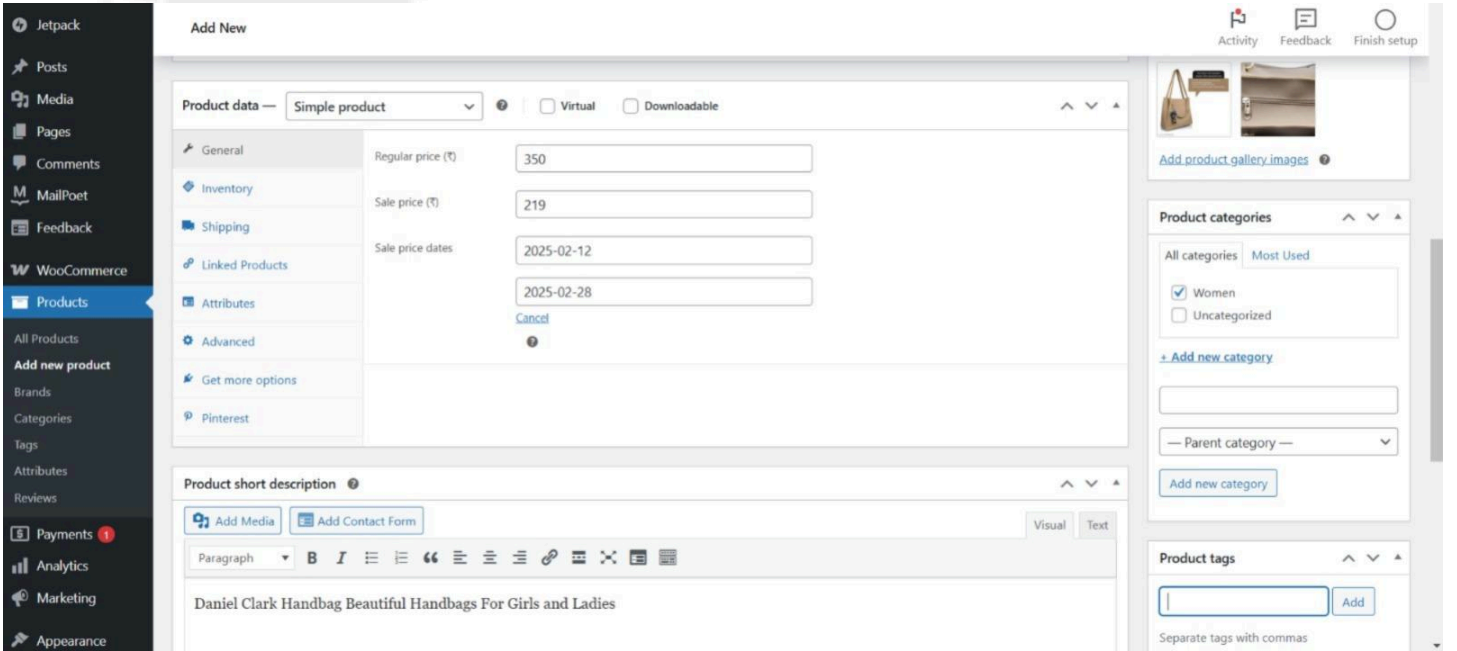 Jetpack
Posts
Media
Pages
Comments
MailPoet
Feedback
WooCommerce
Products
All Products
Add new product
Brands
Categories
Tags
Attributes
Reviews
Payments 1
Analytics
Marketing
Appearance
Add New
Activity
Feedback
Finish setup
Product data — Simple product Virtual Downloadable
General
Inventory
Shipping
Linked Products
Attributes
Advanced
Get more options
Pinterest
Regular price (₹) 350
Sale price (₹) 219
Sale price dates 2025-02-12
2025-02-28
Cancel
Product short description
Add Media Add Contact Form Visual Text
Paragraph
Daniel Clark Handbag Beautiful Handbags For Girls and Ladies
Add product gallery images
Product categories
All categories Most Used
Women
Uncategorized
+ Add new category
— Parent category —
Add new category
Product tags
Add
Separate tags with commas